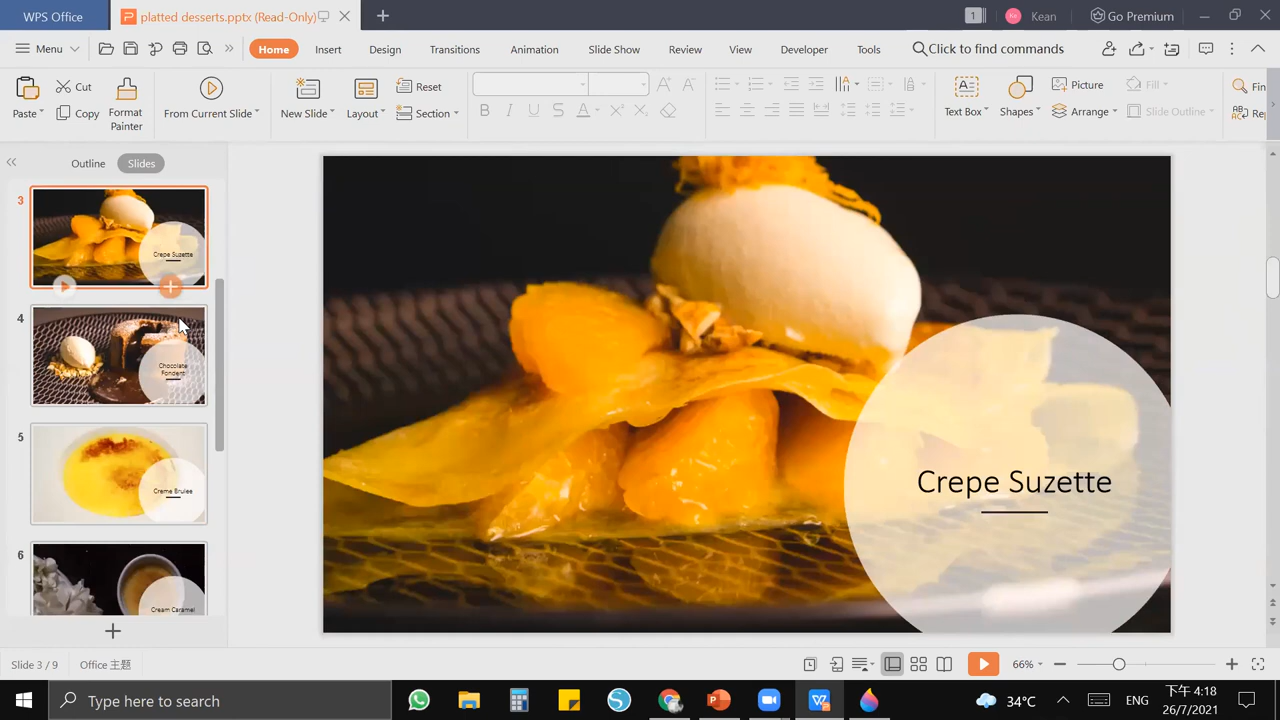 WPS Office
platted desserts.pptx (Read-Only)
1
Ke
Kean
Go Premium
Menu
Home
Insert
Design
Transitions
Animation
Slide Show
Review
View
Developer
Tools
Click to find commands
Paste
Cut
Format
Painter
From Current Slide
New Slide
Layout
Reset
Section
B
I
U
S
A
Text Box
Shapes
Picture
Arrange
Fill
Slide Outline
Fin
Rep
Outline
Slides
3
Crepe Suzette
4
Chocolate
Fondent
5
Creme Brulee
6
Cream Caramel
Crepe Suzette
Slide 3 / 9
Office 主题
66%
Type here to search
34°C
ENG
下午 4:18
26/7/2021